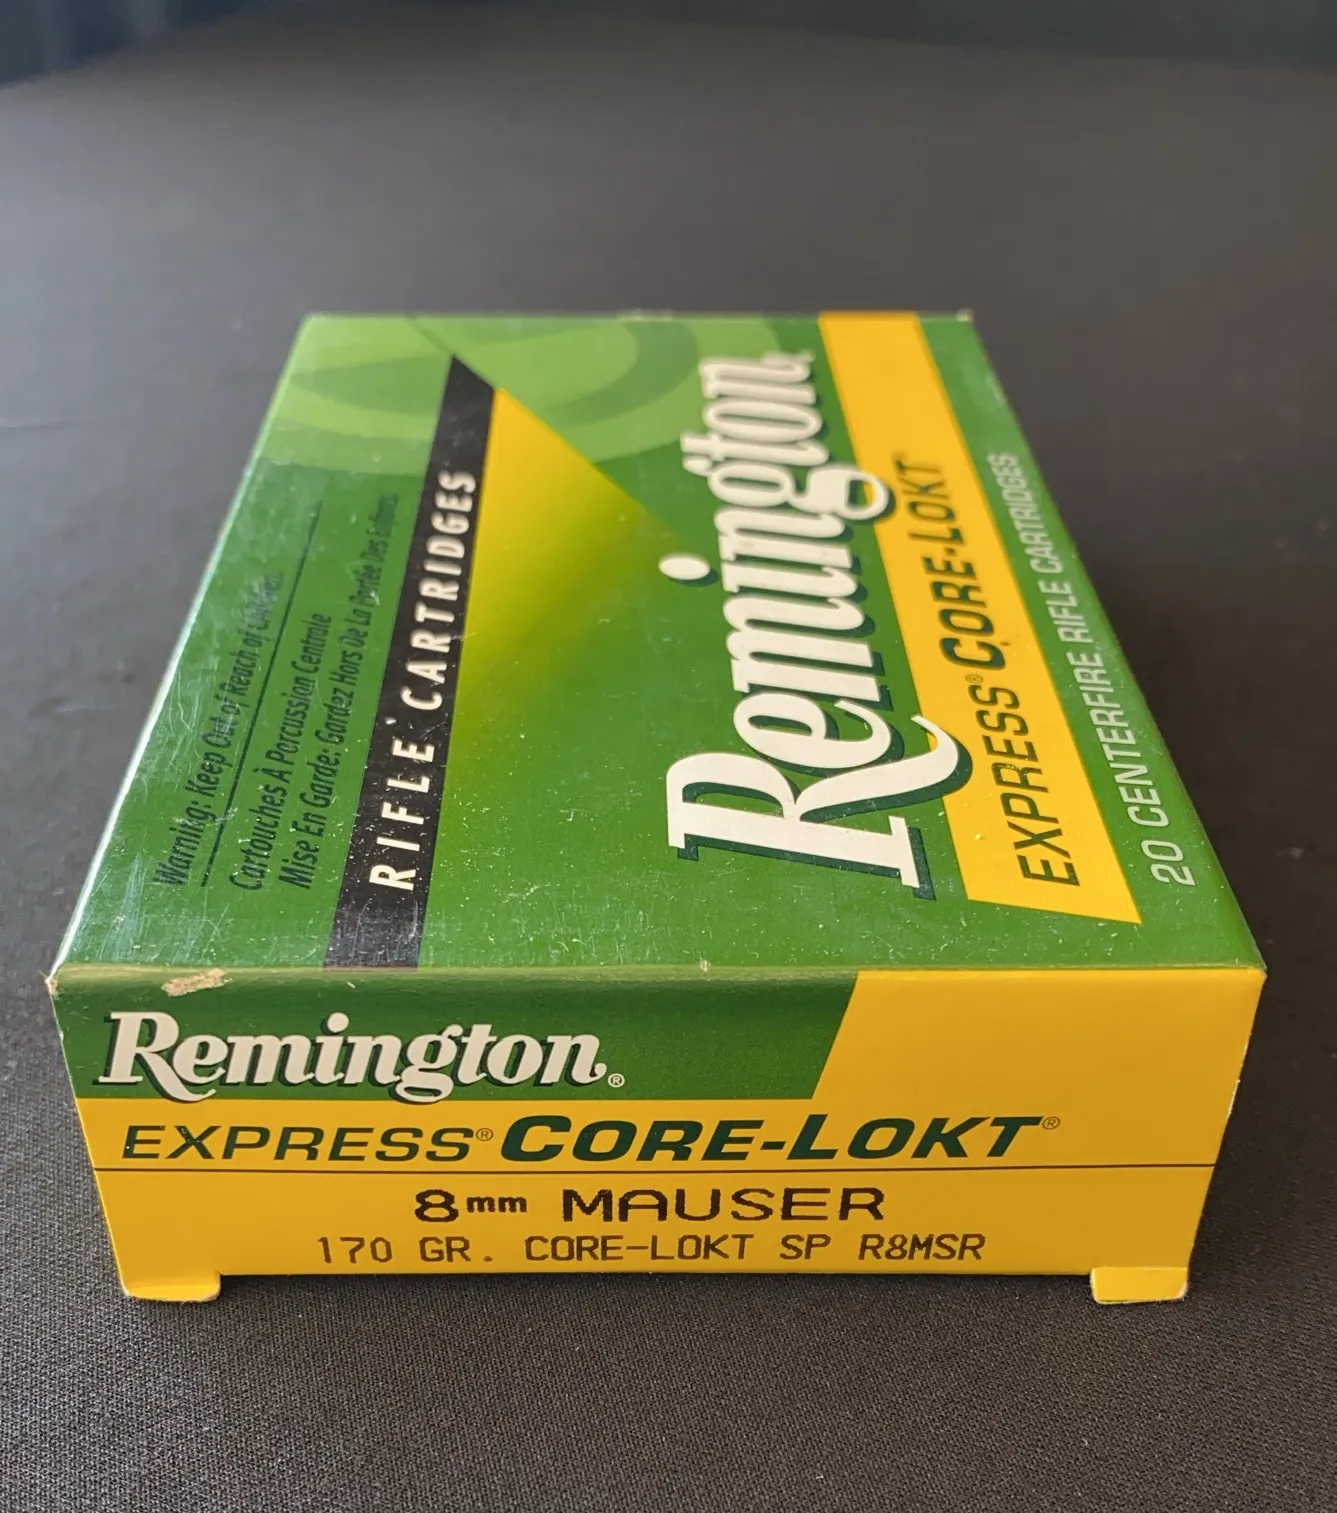 Warning: Keep Out of Reach of Children
Cartouches À Percussion Centrale
Mise En Garde: Gardez Hors De La Portée Des Enfants
RIFLE CARTRIDGES
Remington®
EXPRESS® CORE-LOKT®
20 CENTERFIRE RIFLE CARTRIDGES
Remington®
EXPRESS® CORE-LOKT®
8mm MAUSER
170 GR. CORE-LOKT SP R8MSR